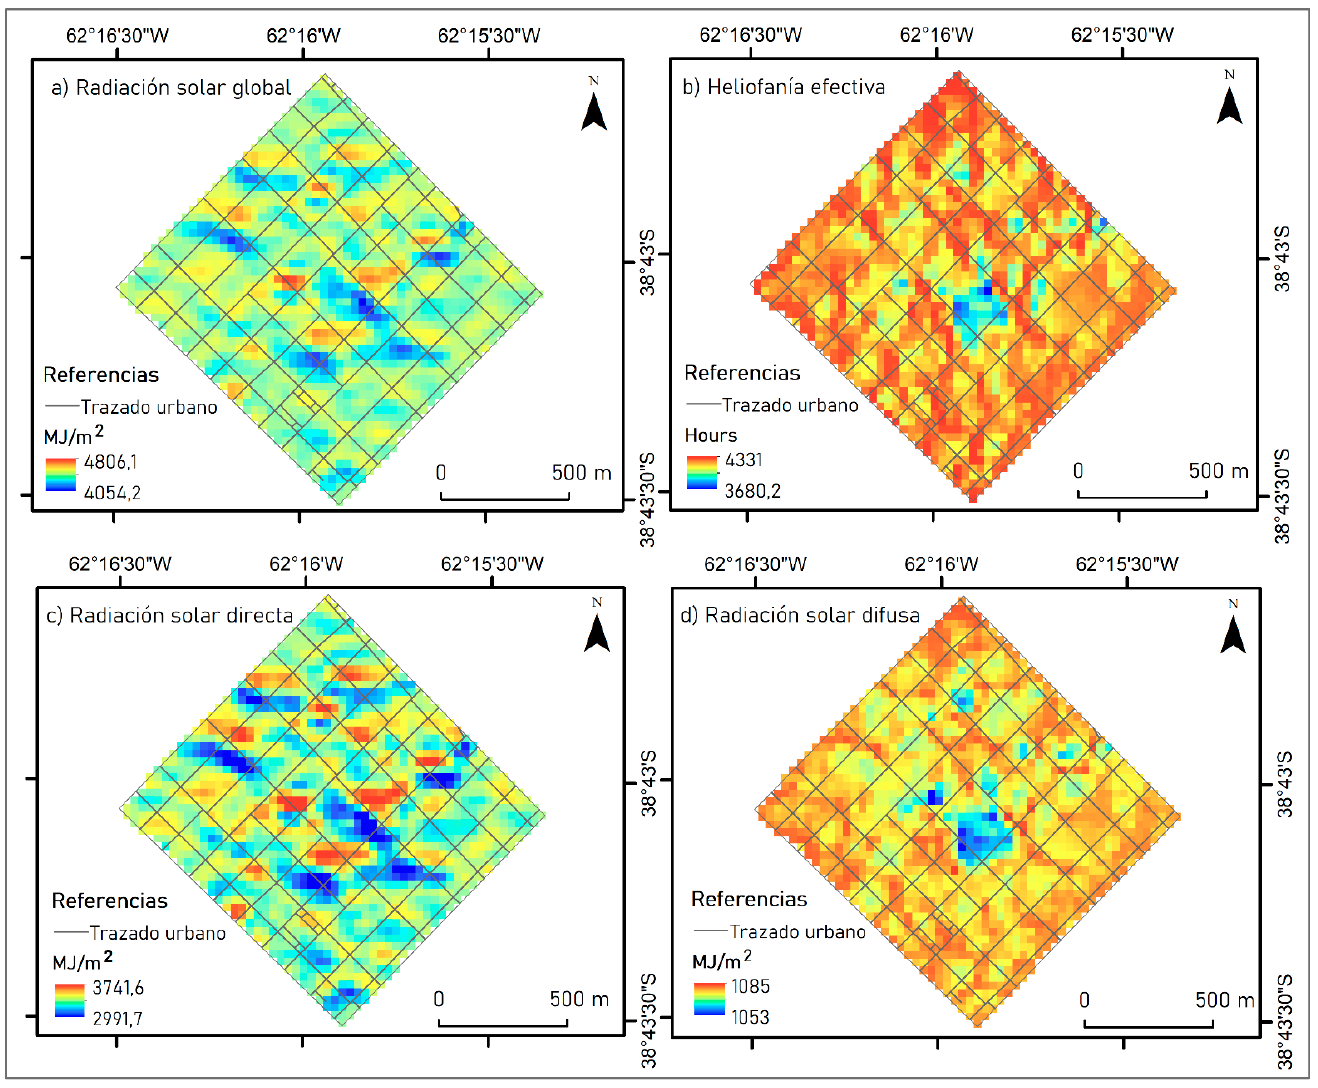 62°16'30"W 62°16'W 62°15'30"W
a) Radiación solar global
N
38°43'S
Referencias
Trazado urbano
MJ/m²
4806,1
4054,2
0 500 m
38°43'30"S
62°16'30"W 62°16'W 62°15'30"W
b) Heliofanía efectiva
N
38°43'S
Referencias
Trazado urbano
Hours
4331
3680,2
0 500 m
38°43'30"S
62°16'30"W 62°16'W 62°15'30"W
c) Radiación solar directa
N
38°43'S
Referencias
Trazado urbano
MJ/m²
3741,6
2991,7
0 500 m
38°43'30"S
62°16'30"W 62°16'W 62°15'30"W
d) Radiación solar difusa
N
38°43'S
Referencias
Trazado urbano
MJ/m²
1085
1053
0 500 m
38°43'30"S